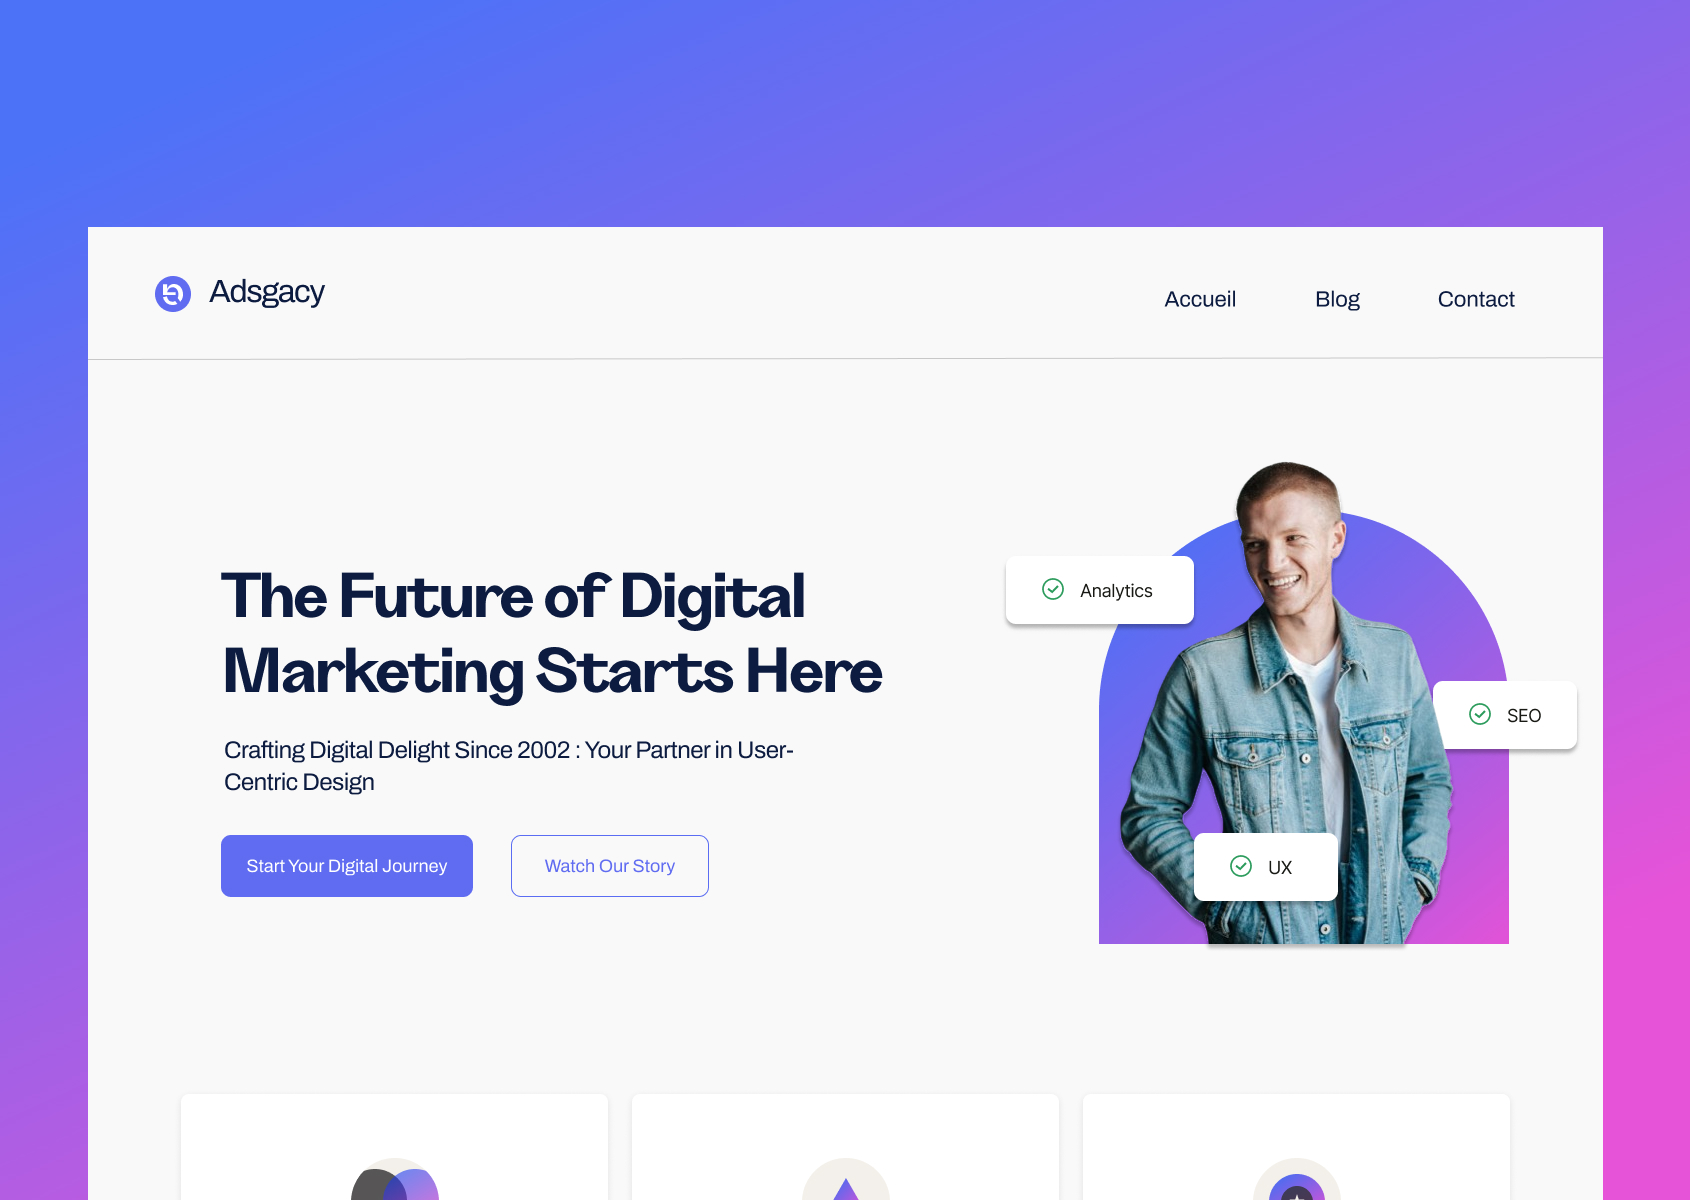 Adsgacy
Accueil
Blog
Contact
The Future of Digital
Marketing Starts Here
Crafting Digital Delight Since 2002 : Your Partner in User-
Centric Design
Start Your Digital Journey
Watch Our Story
Analytics
SEO
UX